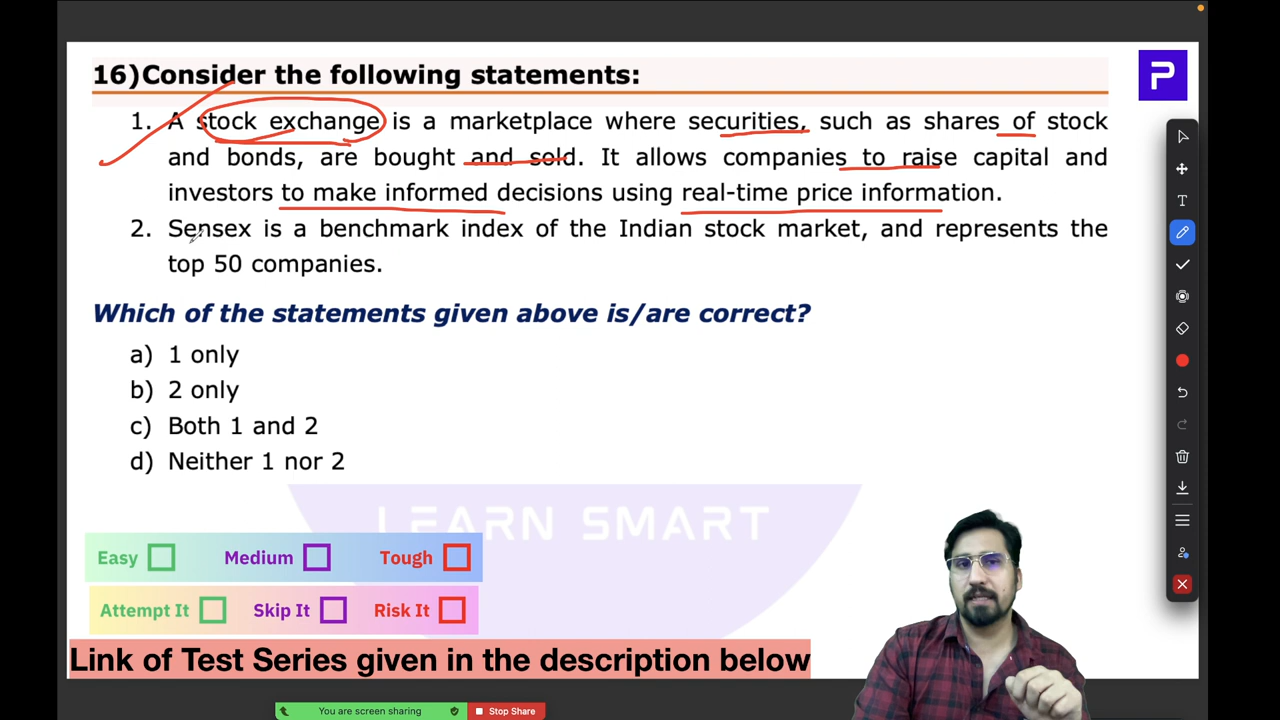 16)Consider the following statements:
1. A stock exchange is a marketplace where securities, such as shares of stock
and bonds, are bought and sold. It allows companies to raise capital and
investors to make informed decisions using real-time price information.
2. Sensex is a benchmark index of the Indian stock market, and represents the
top 50 companies.
Which of the statements given above is/are correct?
a) 1 only
b) 2 only
c) Both 1 and 2
d) Neither 1 nor 2
LEARN SMART
Easy Medium Tough
Attempt It Skip It Risk It
Link of Test Series given in the description below
You are screen sharing Stop Share
P
T